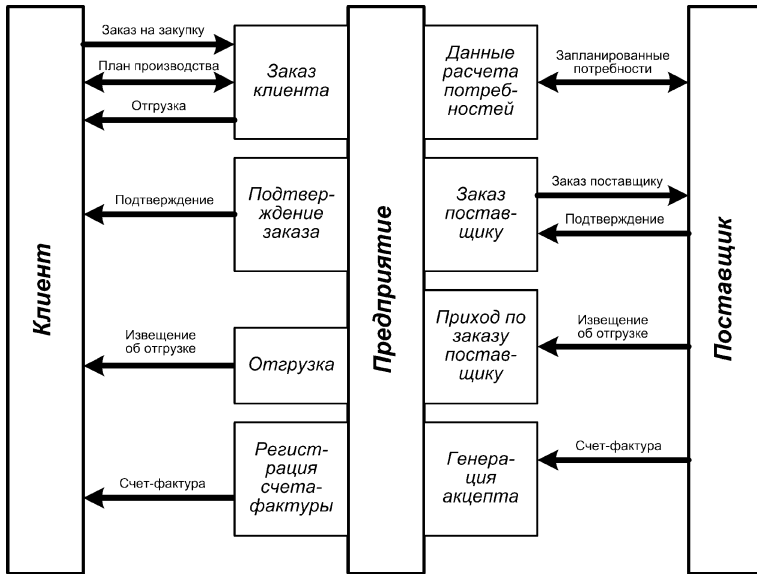 Клиент
Заказ на закупку
План производства
Отгрузка
Заказ
клиента
Подтверждение
Подтвер-
ждение
заказа
Извещение
об отгрузке
Отгрузка
Счет-фактура
Регист-
рация
счета-
фактуры
Предприятие
Данные
расчета
потреб-
ностей
Запланированные
потребности
Заказ
постав-
щику
Заказ поставщику
Подтверждение
Приход по
заказу
постав-
щику
Извещение
об отгрузке
Генера-
ция
акцепта
Счет-фактура
Поставщик